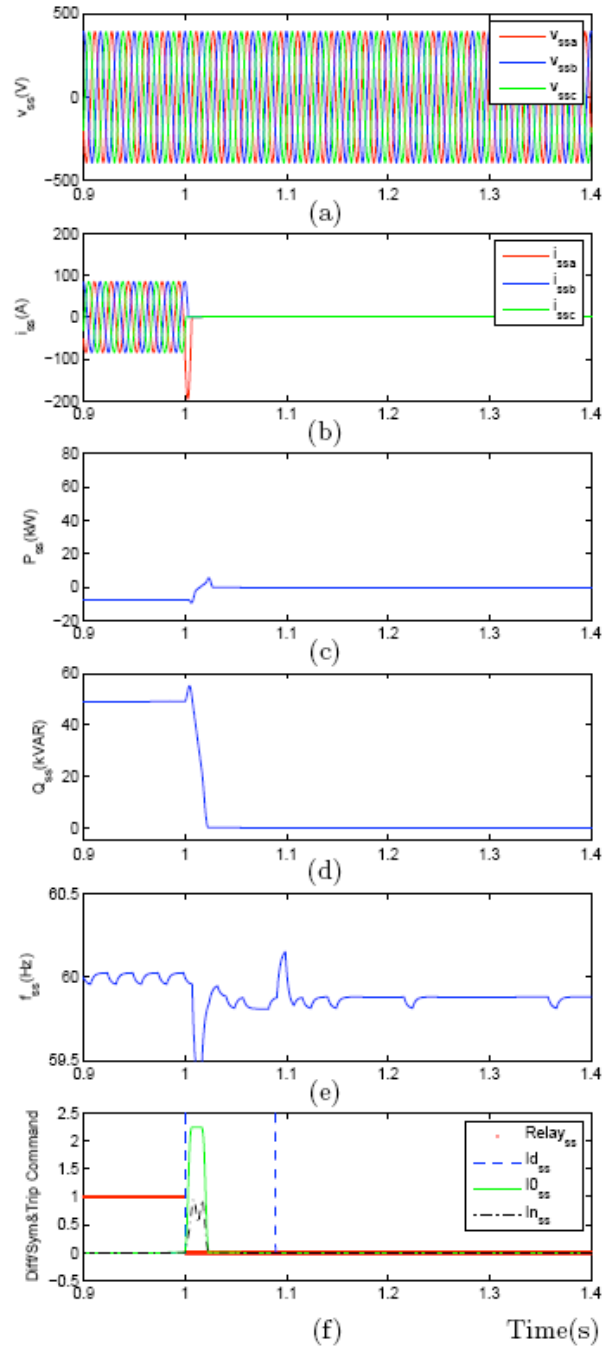 500
0
−500
v_ss(V)
v_ssa
v_ssb
v_ssc
0.9 1 1.1 1.2 1.3 1.4
(a)
200
100
0
−100
−200
i_ss(A)
i_ssa
i_ssb
i_ssc
0.9 1 1.1 1.2 1.3 1.4
(b)
80
60
40
20
0
−20
P_ss(kW)
0.9 1 1.1 1.2 1.3 1.4
(c)
60
40
20
0
Q_ss(kVAR)
0.9 1 1.1 1.2 1.3 1.4
(d)
60.5
60
59.5
f_ss(Hz)
0.9 1 1.1 1.2 1.3 1.4
(e)
2.5
2
1.5
1
0.5
0
−0.5
Diff/Sym&Trip Command
Relay_ss
Id_ss
I0_ss
In_ss
0.9 1 1.1 1.2 1.3 1.4
(f) Time(s)